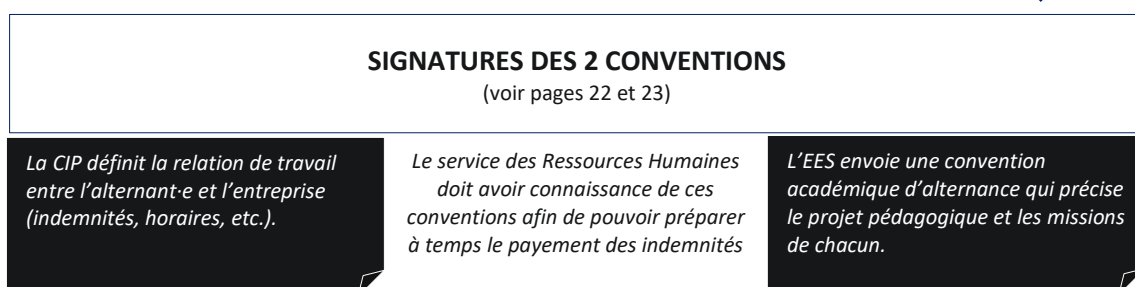 SIGNATURES DES 2 CONVENTIONS
(voir pages 22 et 23)
La CIP définit la relation de travail
entre l’alternant·e et l’entreprise
(indemnités, horaires, etc.).
Le service des Ressources Humaines
doit avoir connaissance de ces
conventions afin de pouvoir préparer
à temps le payement des indemnités
L’EES envoie une convention
académique d’alternance qui précise
le projet pédagogique et les missions
de chacun.